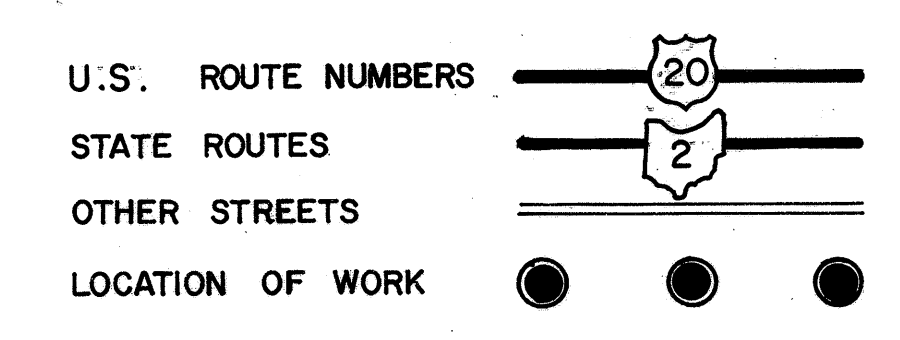 U.S. ROUTE NUMBERS 20
STATE ROUTES 2
OTHER STREETS
LOCATION OF WORK